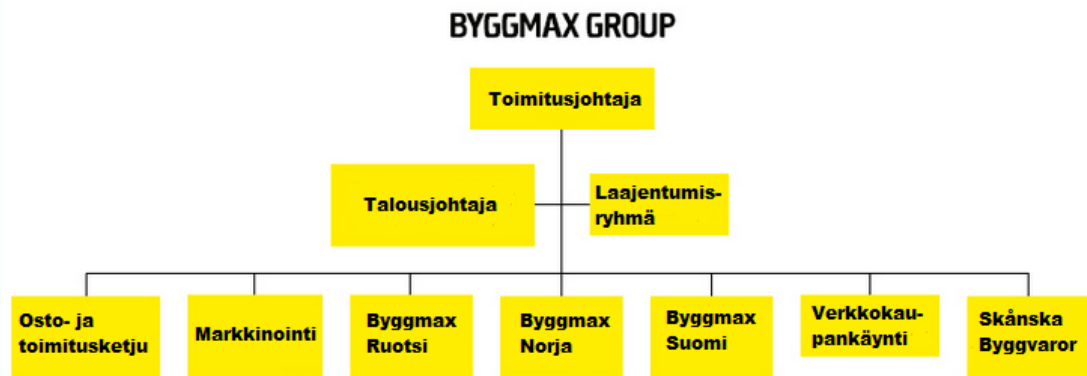 BYGGMAX GROUP
Toimitusjohtaja
Talousjohtaja
Laajentumis-
ryhmä
Osto- ja
toimitusketju
Markkinointi
Byggmax
Ruotsi
Byggmax
Norja
Byggmax
Suomi
Verkkokau-
pankäynti
Skånska
Byggvaror